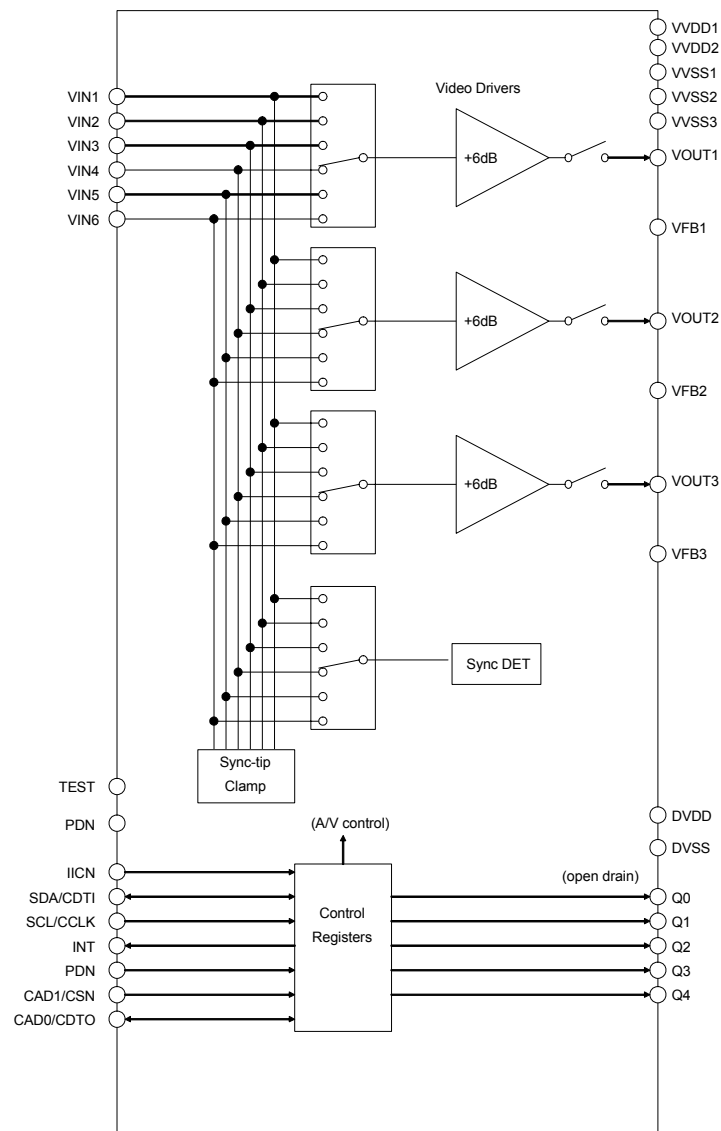 VVDD1
VVDD2
VVSS1
VVSS2
VVSS3
VIN1
VIN2
VIN3
VIN4
VIN5
VIN6
Video Drivers
+6dB
VOUT1
VFB1
+6dB
VOUT2
VFB2
+6dB
VOUT3
VFB3
Sync DET
Sync-tip
Clamp
TEST
PDN
DVDD
DVSS
(A/V control)
IICN
SDA/CDTI
SCL/CCLK
INT
PDN
CAD1/CSN
CAD0/CDTO
Control
Registers
(open drain)
Q0
Q1
Q2
Q3
Q4